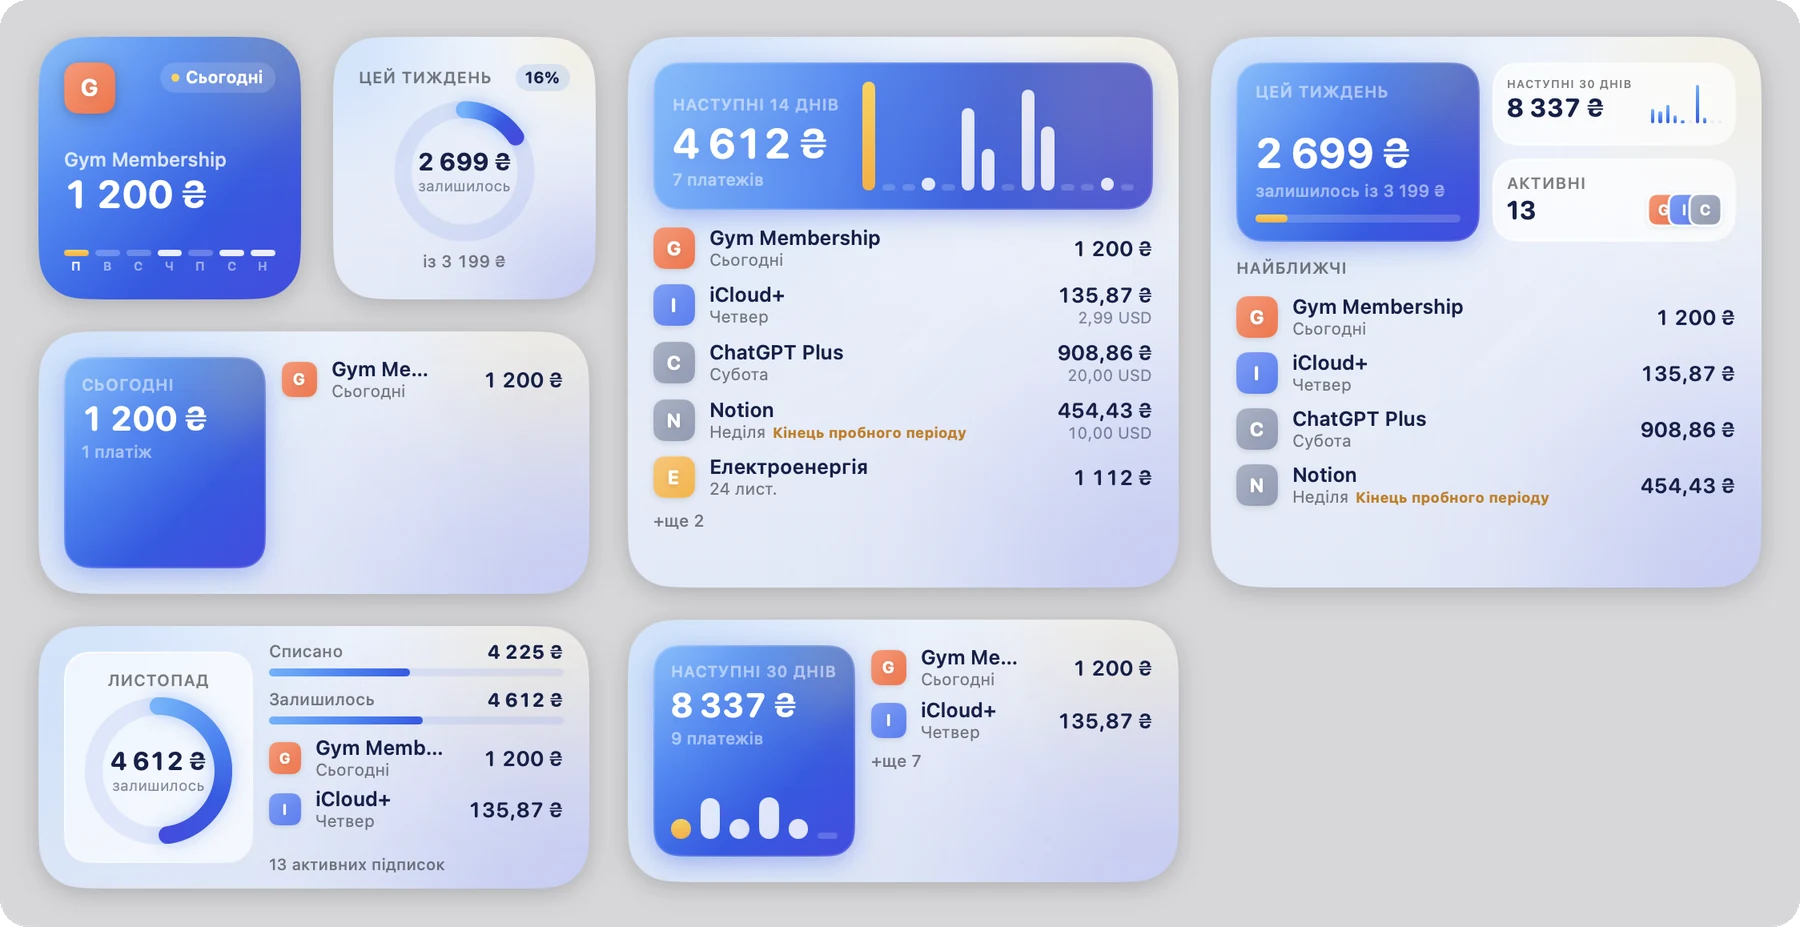 G
Сьогодні
Gym Membership
1 200 ₴
П В С Ч П С Н
ЦЕЙ ТИЖДЕНЬ 16%
2 699 ₴
залишилось
із 3 199 ₴
СЬОГОДНІ
1 200 ₴
1 платіж
G
Gym Me...
Сьогодні
1 200 ₴
ЛИСТОПАД
4 612 ₴
залишилось
Списано 4 225 ₴
Залишилось 4 612 ₴
G
Gym Memb...
Сьогодні
1 200 ₴
I
iCloud+
Четвер
135,87 ₴
13 активних підписок
НАСТУПНІ 14 ДНІВ
4 612 ₴
7 платежів
G
Gym Membership
Сьогодні
1 200 ₴
I
iCloud+
Четвер
135,87 ₴
2,99 USD
C
ChatGPT Plus
Субота
908,86 ₴
20,00 USD
N
Notion
Неділя Кінець пробного періоду
454,43 ₴
10,00 USD
Е
Електроенергія
24 лист.
1 112 ₴
+ще 2
НАСТУПНІ 30 ДНІВ
8 337 ₴
9 платежів
G
Gym Me...
Сьогодні
1 200 ₴
I
iCloud+
Четвер
135,87 ₴
+ще 7
ЦЕЙ ТИЖДЕНЬ
2 699 ₴
залишилось із 3 199 ₴
НАСТУПНІ 30 ДНІВ
8 337 ₴
АКТИВНІ
13
G I C
НАЙБЛИЖЧІ
G
Gym Membership
Сьогодні
1 200 ₴
I
iCloud+
Четвер
135,87 ₴
C
ChatGPT Plus
Субота
908,86 ₴
N
Notion
Неділя Кінець пробного періоду
454,43 ₴